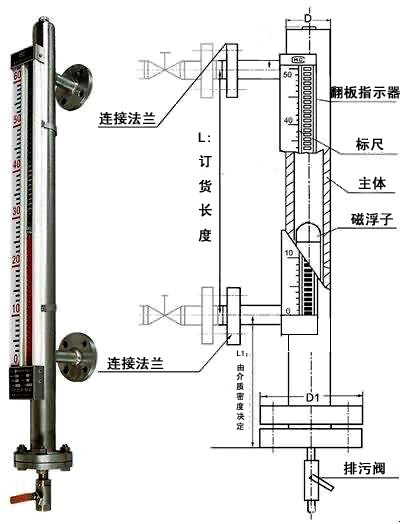 60
50
40
30
20
10
0
D
50
40
翻板指示器
连接法兰
标尺
L:订货长度
主体
磁浮子
10
0
连接法兰
L1:由介质密度决定
D1
排污阀